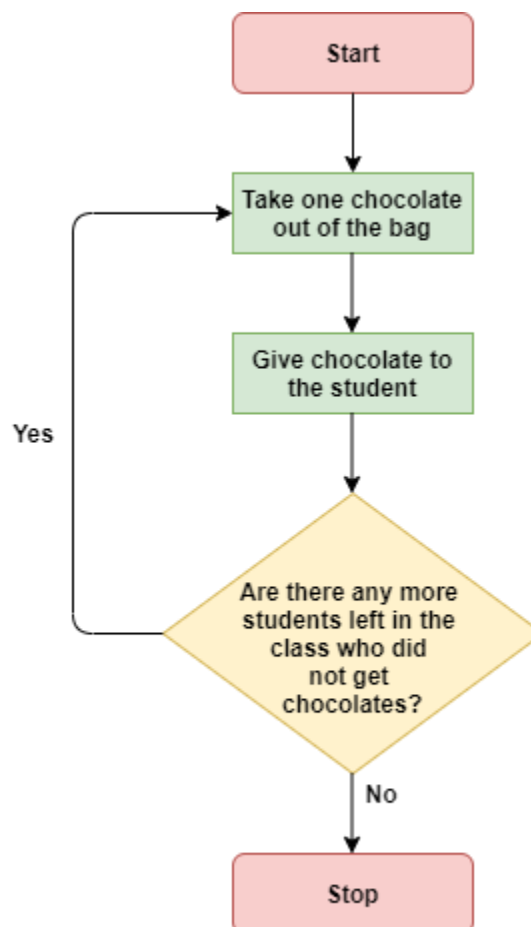 Start
Take one chocolate
out of the bag
Give chocolate to
the student
Yes
Are there any more
students left in the
class who did
not get
chocolates?
No
Stop